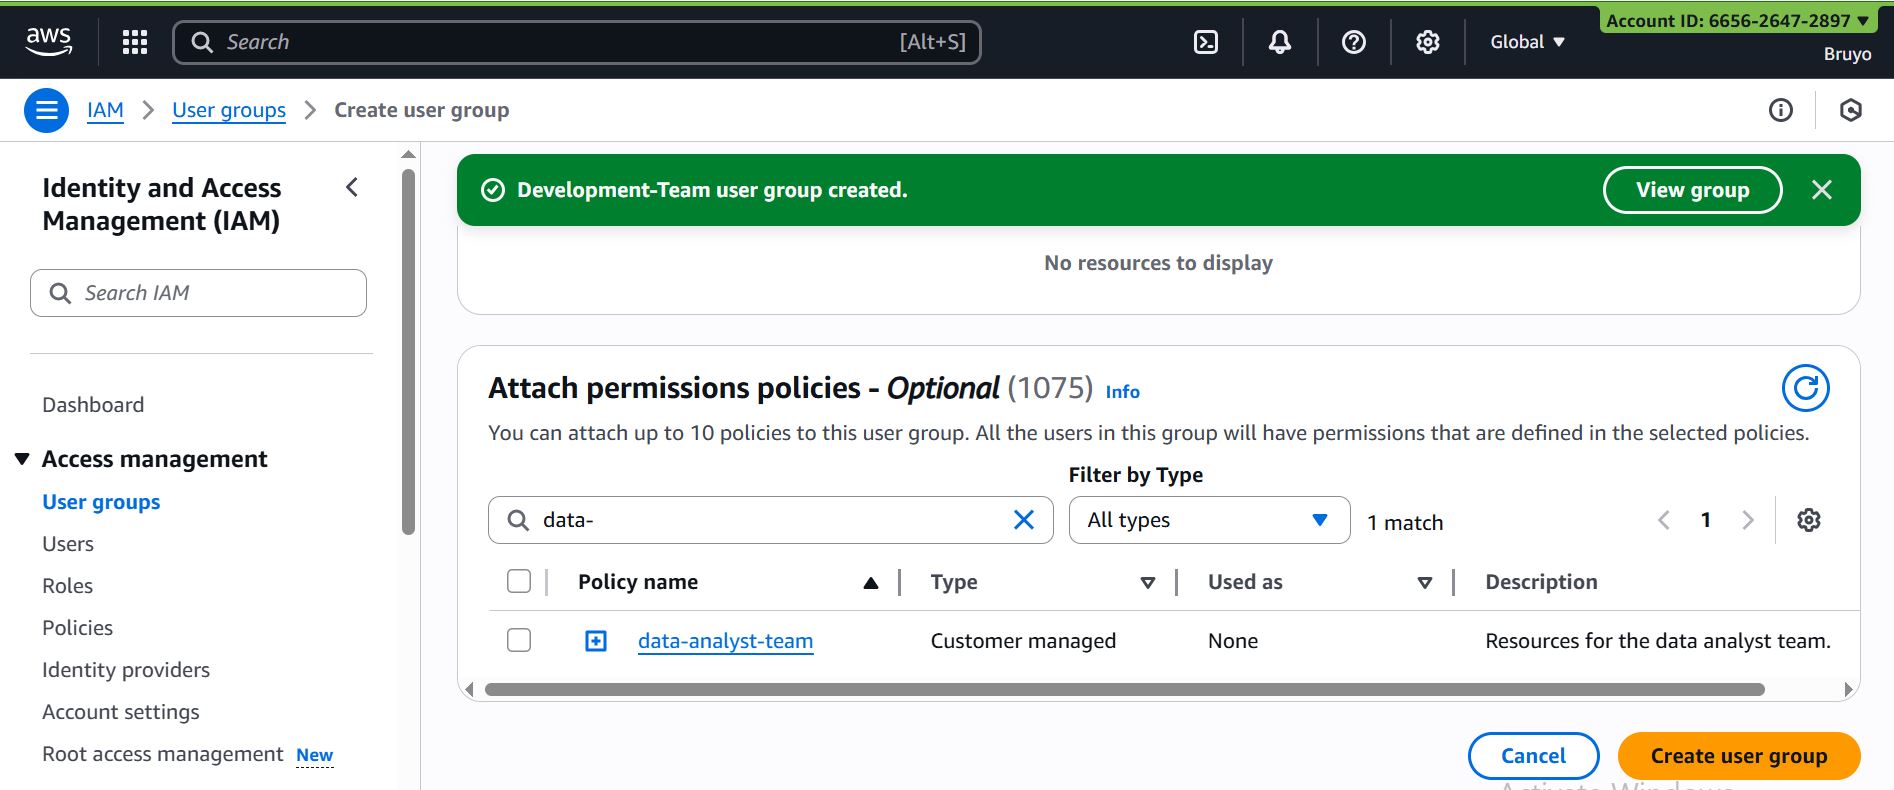 aws
Search
[Alt+S]
Global
Account ID: 6656-2647-2897
Bruyo
IAM
User groups
Create user group
Identity and Access
Management (IAM)
Search IAM
Dashboard
Access management
User groups
Users
Roles
Policies
Identity providers
Account settings
Root access management New
Development-Team user group created.
View group
No resources to display
Attach permissions policies - Optional (1075) Info
You can attach up to 10 policies to this user group. All the users in this group will have permissions that are defined in the selected policies.
Filter by Type
data-
All types
1 match
1
Policy name
Type
Used as
Description
data-analyst-team
Customer managed
None
Resources for the data analyst team.
Cancel
Create user group
Activate Windows